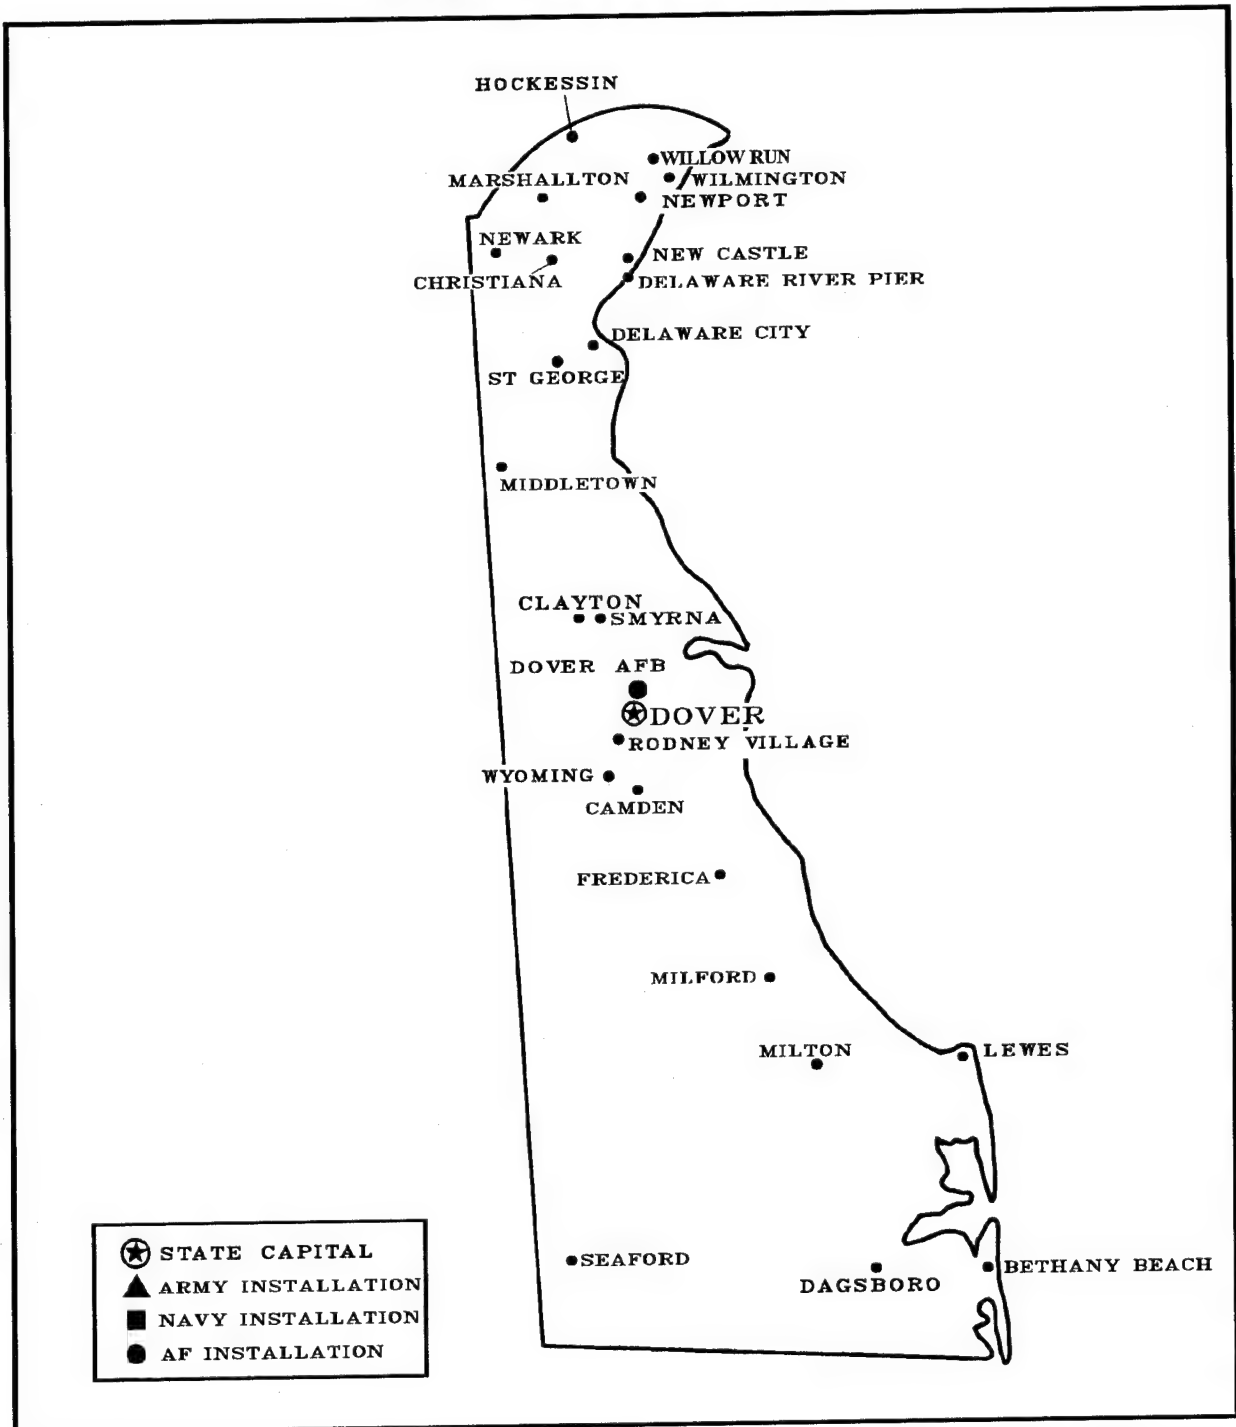 HOCKESSIN
WILLOW RUN
MARSHALLTON
WILMINGTON
NEWPORT
NEWARK
NEW CASTLE
CHRISTIANA
DELAWARE RIVER PIER
DELAWARE CITY
ST GEORGE
MIDDLETOWN
CLAYTON
SMYRNA
DOVER AFB
DOVER
RODNEY VILLAGE
WYOMING
CAMDEN
FREDERICA
MILFORD
MILTON
LEWES
SEAFORD
DAGSBORO
BETHANY BEACH
STATE CAPITAL
ARMY INSTALLATION
NAVY INSTALLATION
AF INSTALLATION